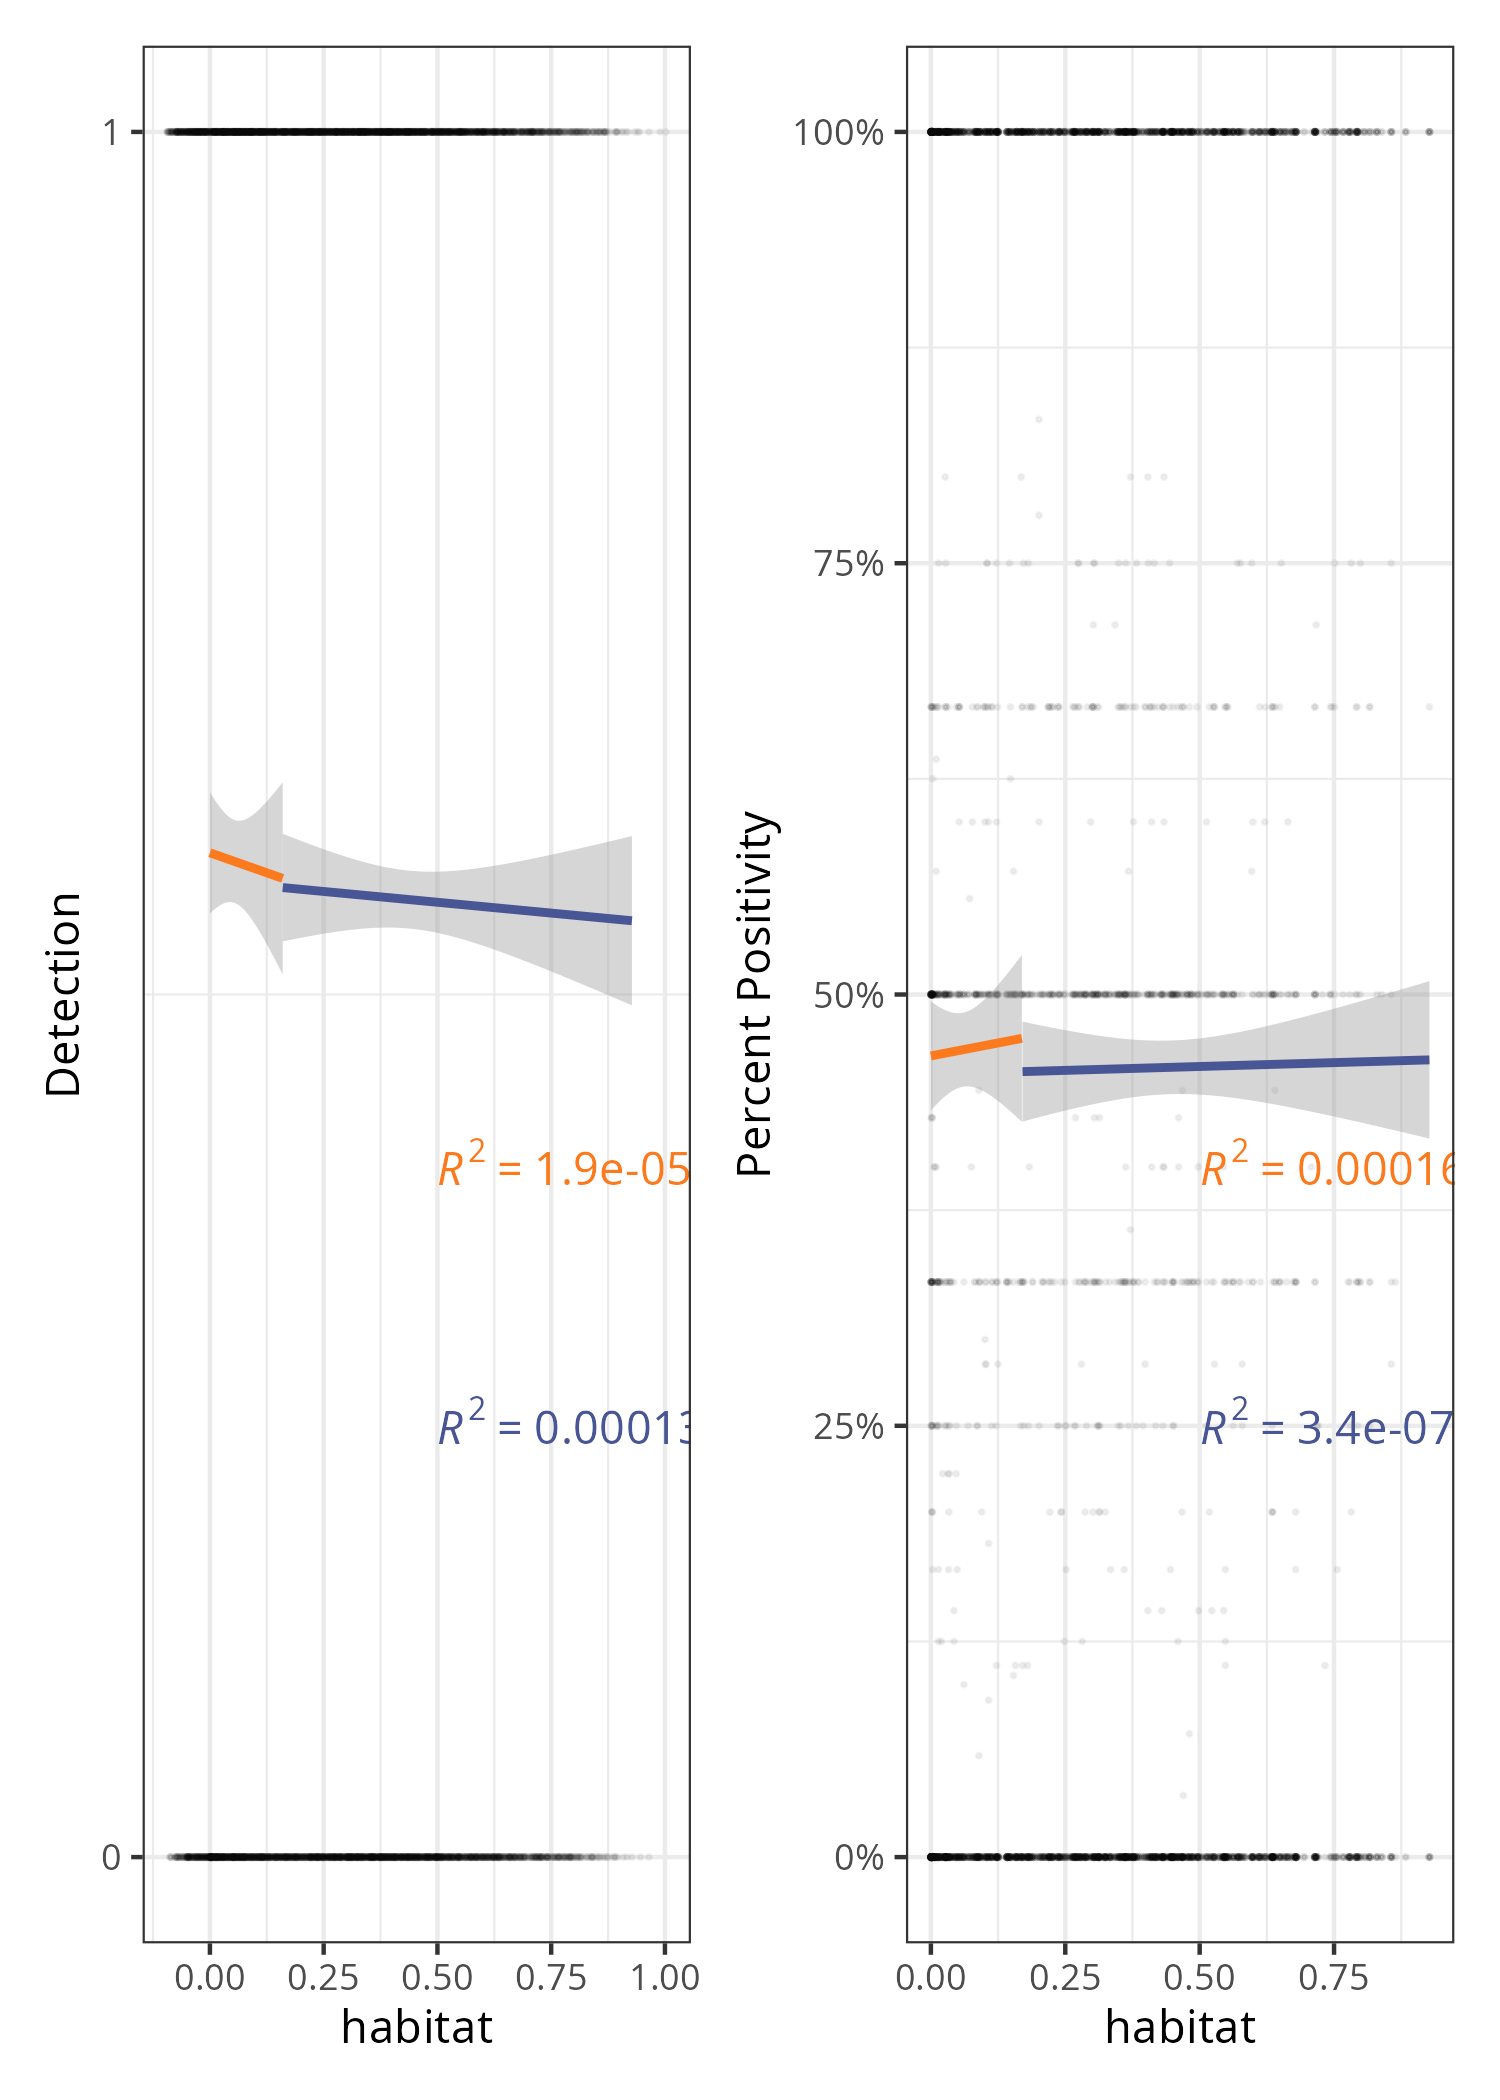 1
0
Detection
R2 = 1.9e-05
R2 = 0.00013
0.00 0.25 0.50 0.75 1.00
habitat
100%
75%
50%
25%
0%
Percent Positivity
R2 = 0.00016
R2 = 3.4e-07
0.00 0.25 0.50 0.75
habitat